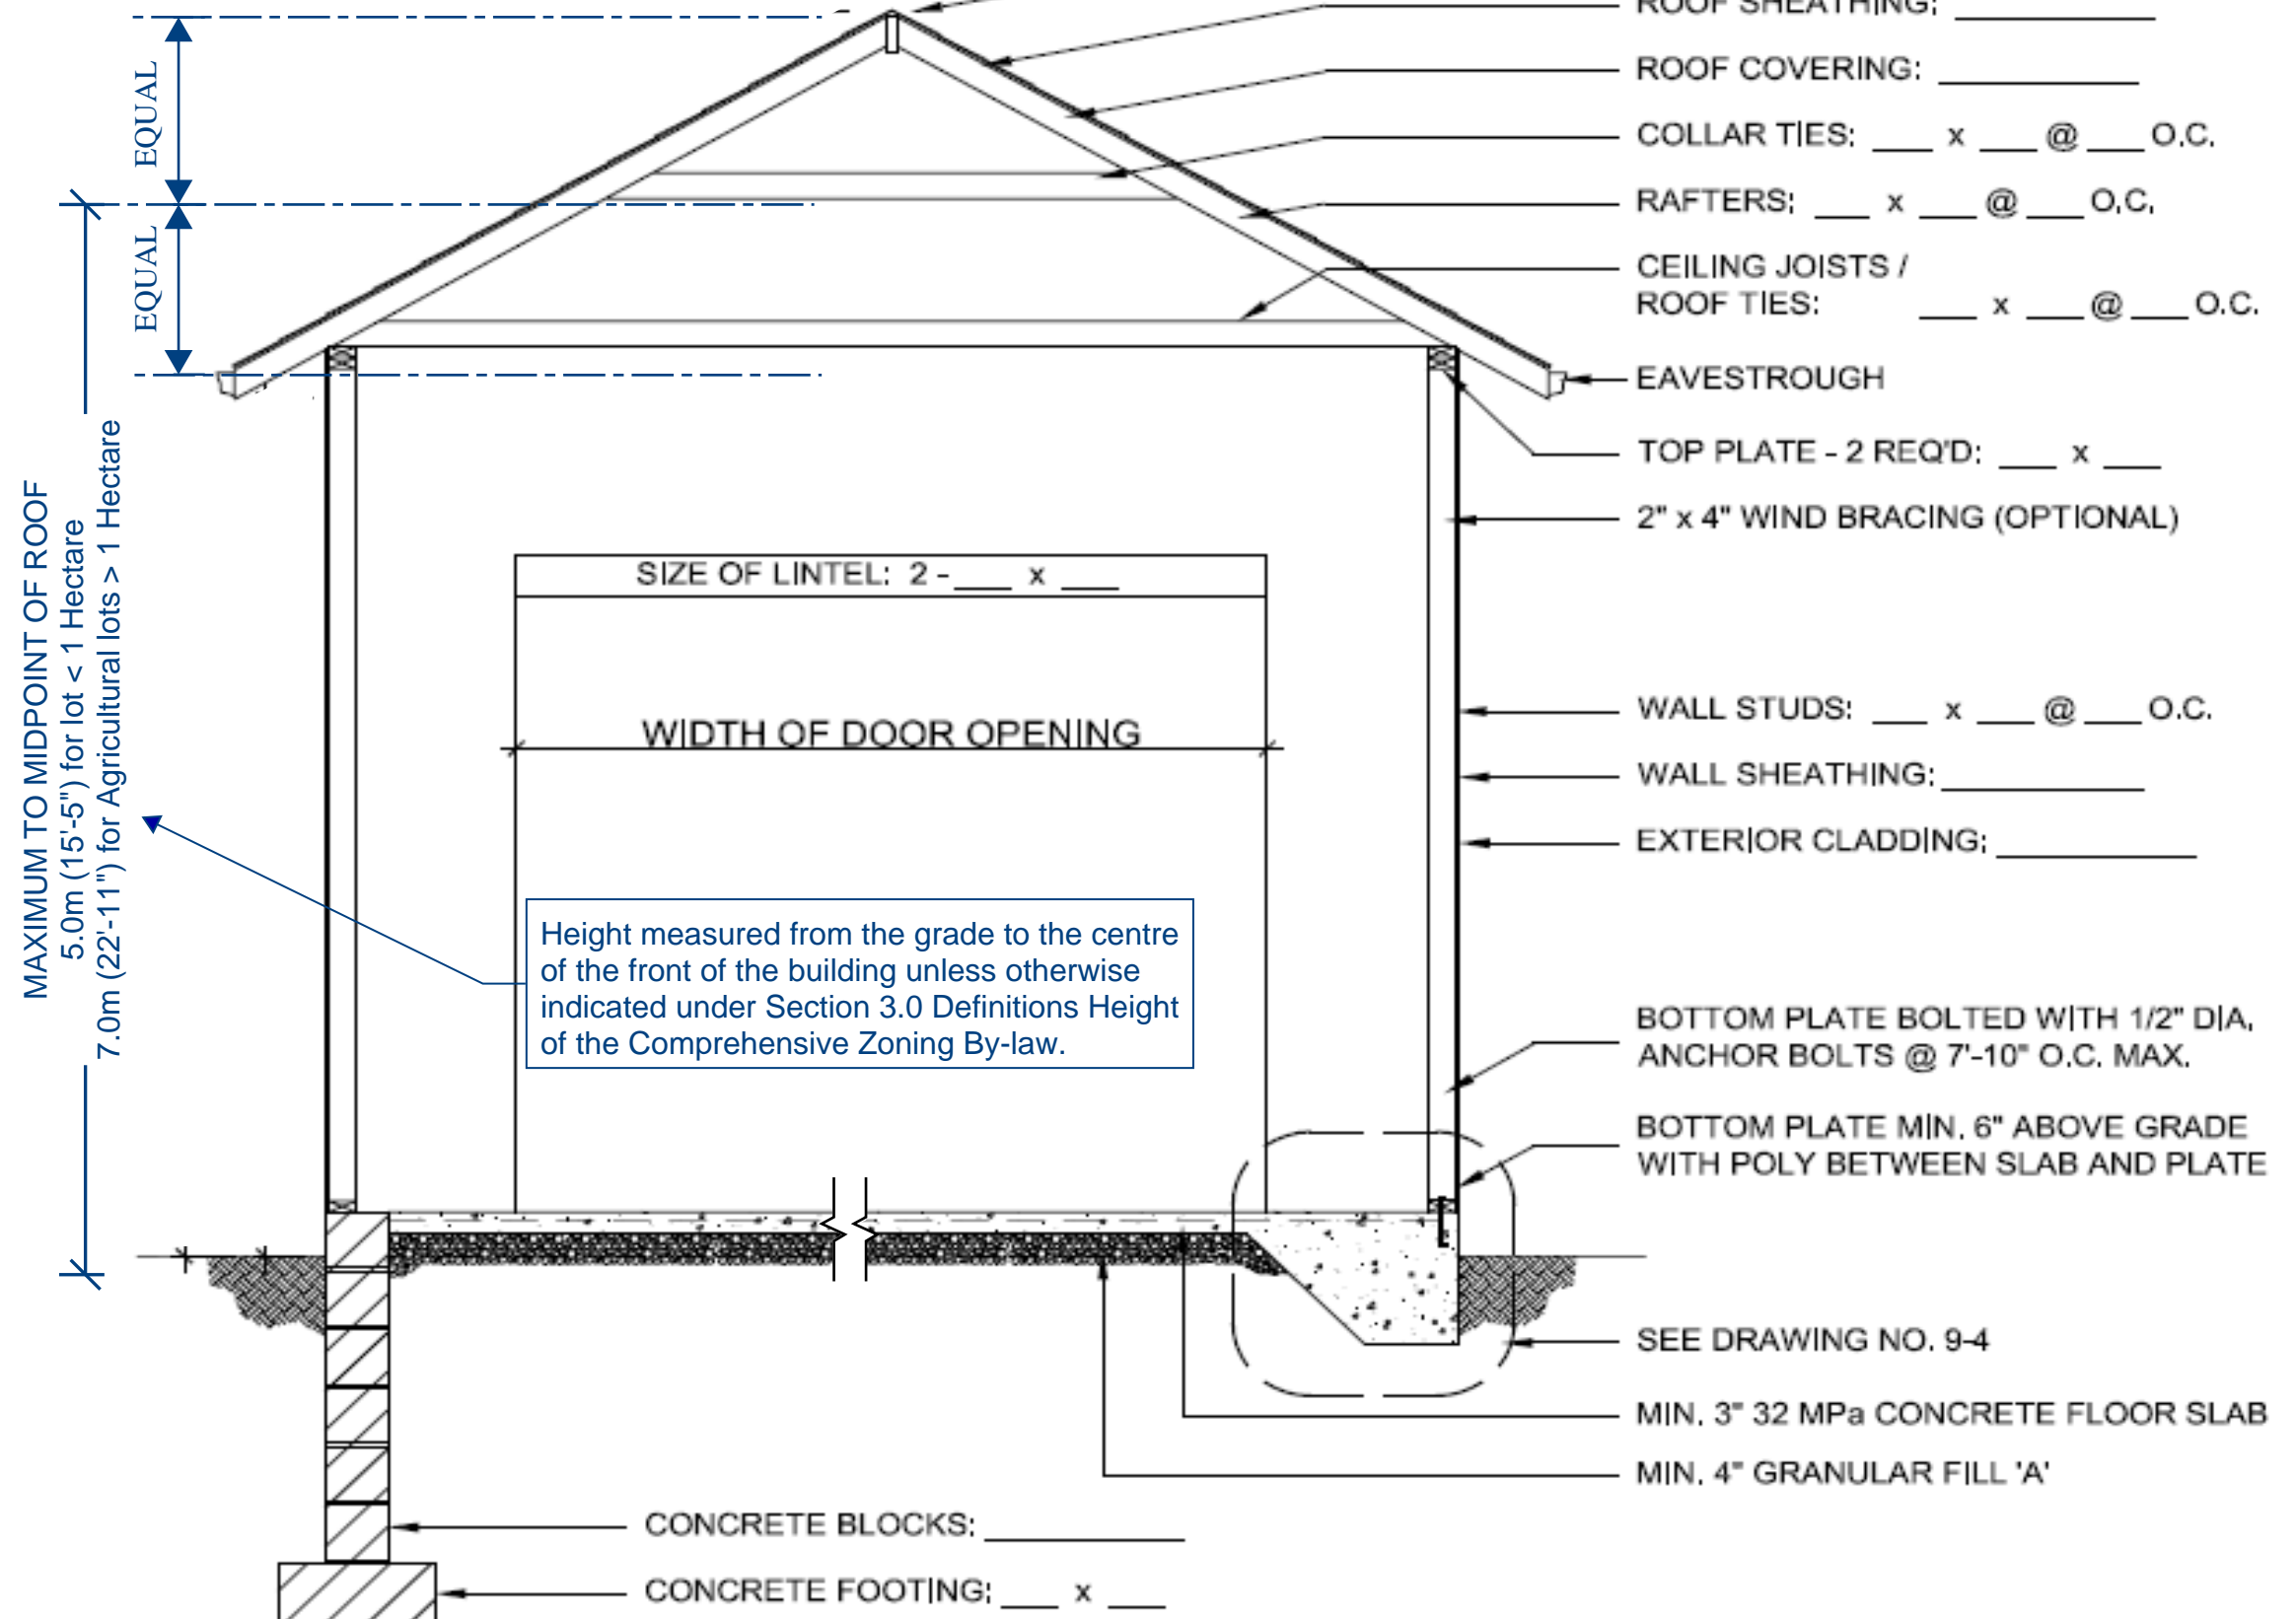 ROOF SHEATHING: ____
ROOF COVERING: ____
COLLAR TIES: ___ x ___ @ ___ O.C.
RAFTERS: ___ x ___ @ ___ O.C.
CEILING JOISTS /
ROOF TIES: ___ x ___ @ ___ O.C.
EAVESTROUGH
TOP PLATE - 2 REQ'D: ___ x ___
2" x 4" WIND BRACING (OPTIONAL)
WALL STUDS: ___ x ___ @ ___ O.C.
WALL SHEATHING: ____
EXTERIOR CLADDING: ____
BOTTOM PLATE BOLTED WITH 1/2" DIA.
ANCHOR BOLTS @ 7'-10" O.C. MAX.
BOTTOM PLATE MIN. 6" ABOVE GRADE
WITH POLY BETWEEN SLAB AND PLATE
SEE DRAWING NO. 9-4
MIN. 3" 32 MPa CONCRETE FLOOR SLAB
MIN. 4" GRANULAR FILL 'A'
EQUAL
EQUAL
MAXIMUM TO MIDPOINT OF ROOF
5.0m (15'-5") for lot < 1 Hectare
7.0m (22'-11") for Agricultural lots > 1 Hectare
SIZE OF LINTEL: 2 - ___ x ___
WIDTH OF DOOR OPENING
Height measured from the grade to the centre
of the front of the building unless otherwise
indicated under Section 3.0 Definitions Height
of the Comprehensive Zoning By-law.
CONCRETE BLOCKS: ____
CONCRETE FOOTING: ___ x ___